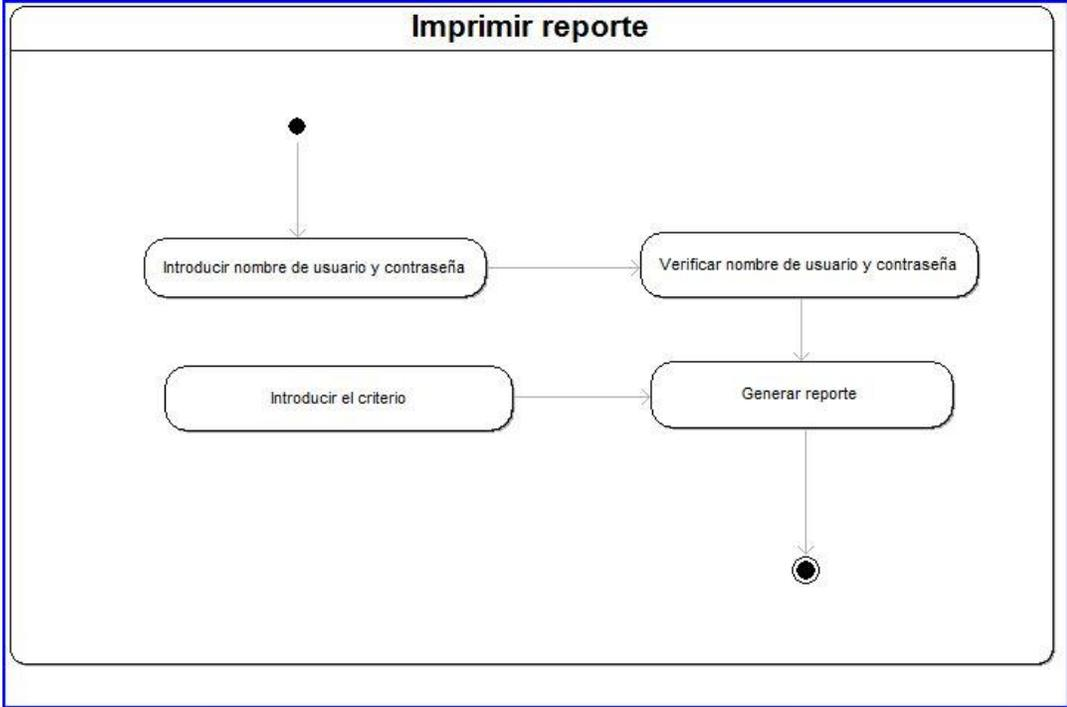 Imprimir reporte
Introducir nombre de usuario y contraseña
Verificar nombre de usuario y contraseña
Introducir el criterio
Generar reporte